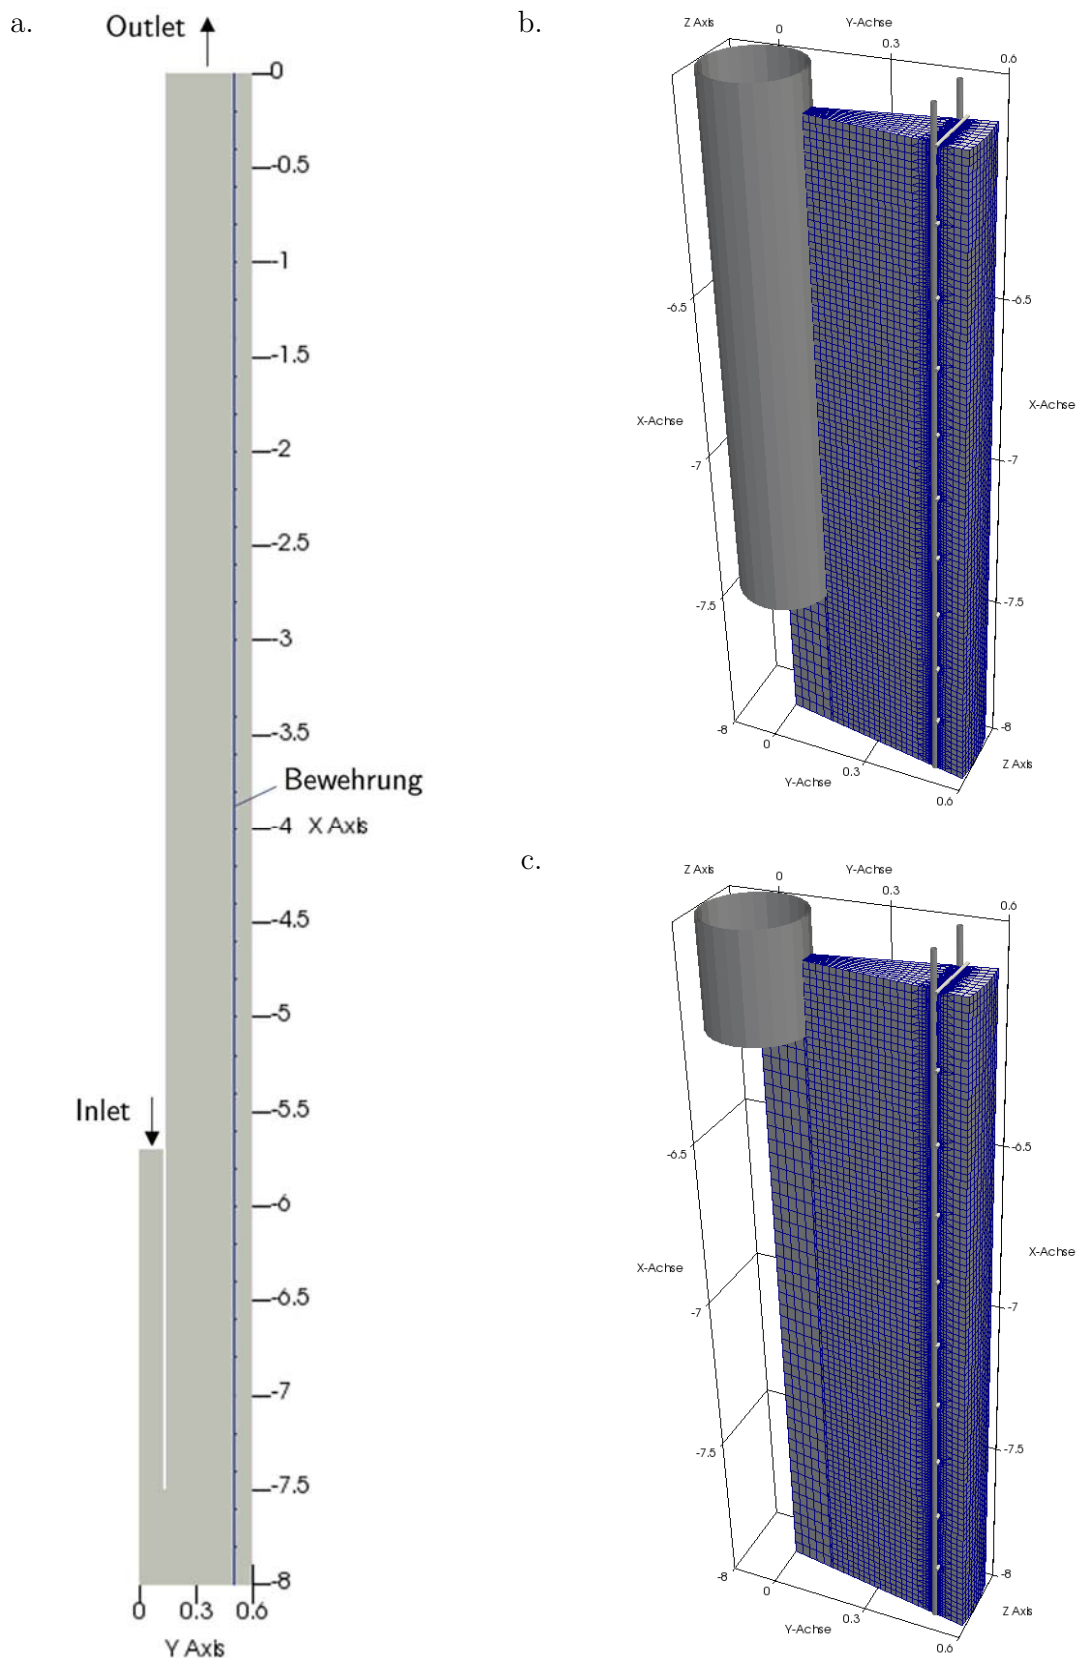 a.
Outlet
0
-0.5
-1
-1.5
-2
-2.5
-3
-3.5
Bewehrung
-4 X Axis
-4.5
-5
Inlet
-5.5
-6
-6.5
-7
-7.5
-8
0 0.3 0.6
Y Axis
b.
Z Axis 0 Y-Achse
0.3 0.6
-6.5 -6.5
X-Achse X-Achse
-7 -7
-7.5 -7.5
-8 -8
0 Z Axis
0.3
Y-Achse
0.6
c.
Z Axis 0 Y-Achse
0.3 0.6
-6.5 -6.5
X-Achse X-Achse
-7 -7
-7.5 -7.5
-8 -8
0 Z Axis
0.3
Y-Achse
0.6